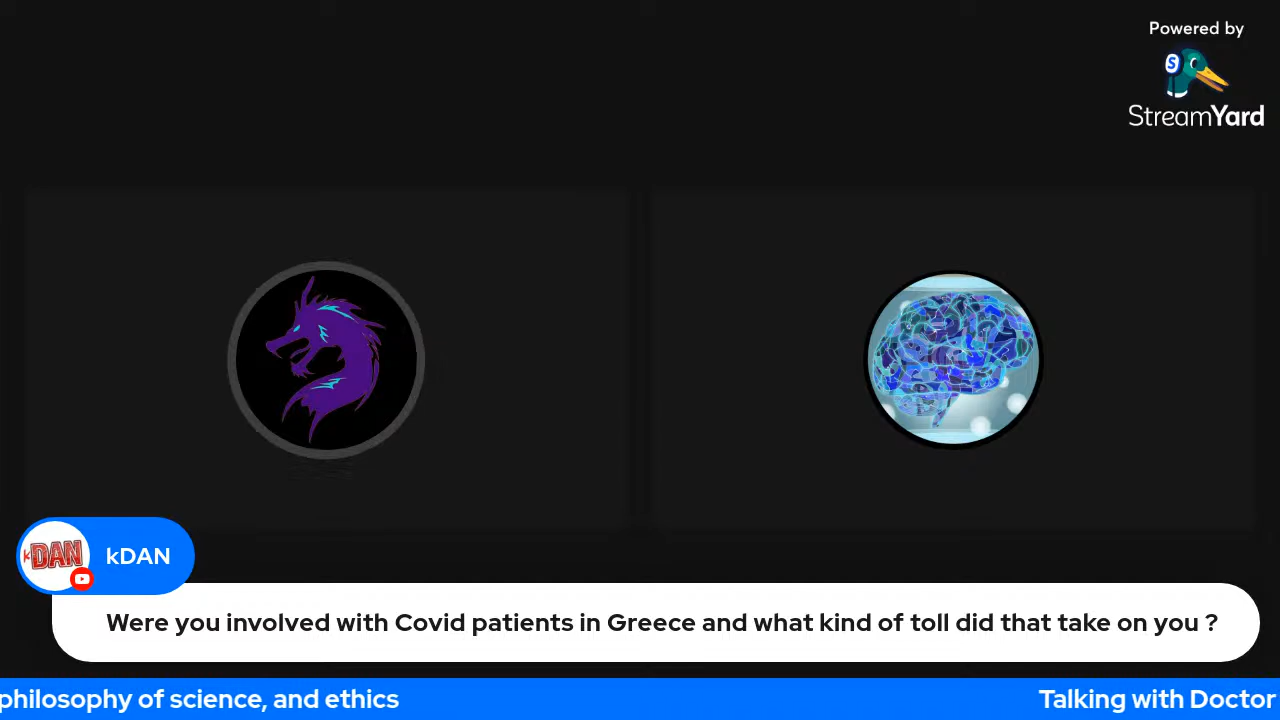 Powered by
S
StreamYard
kDAN
kDAN
Were you involved with Covid patients in Greece and what kind of toll did that take on you ?
philosophy of science, and ethics
Talking with Doctor